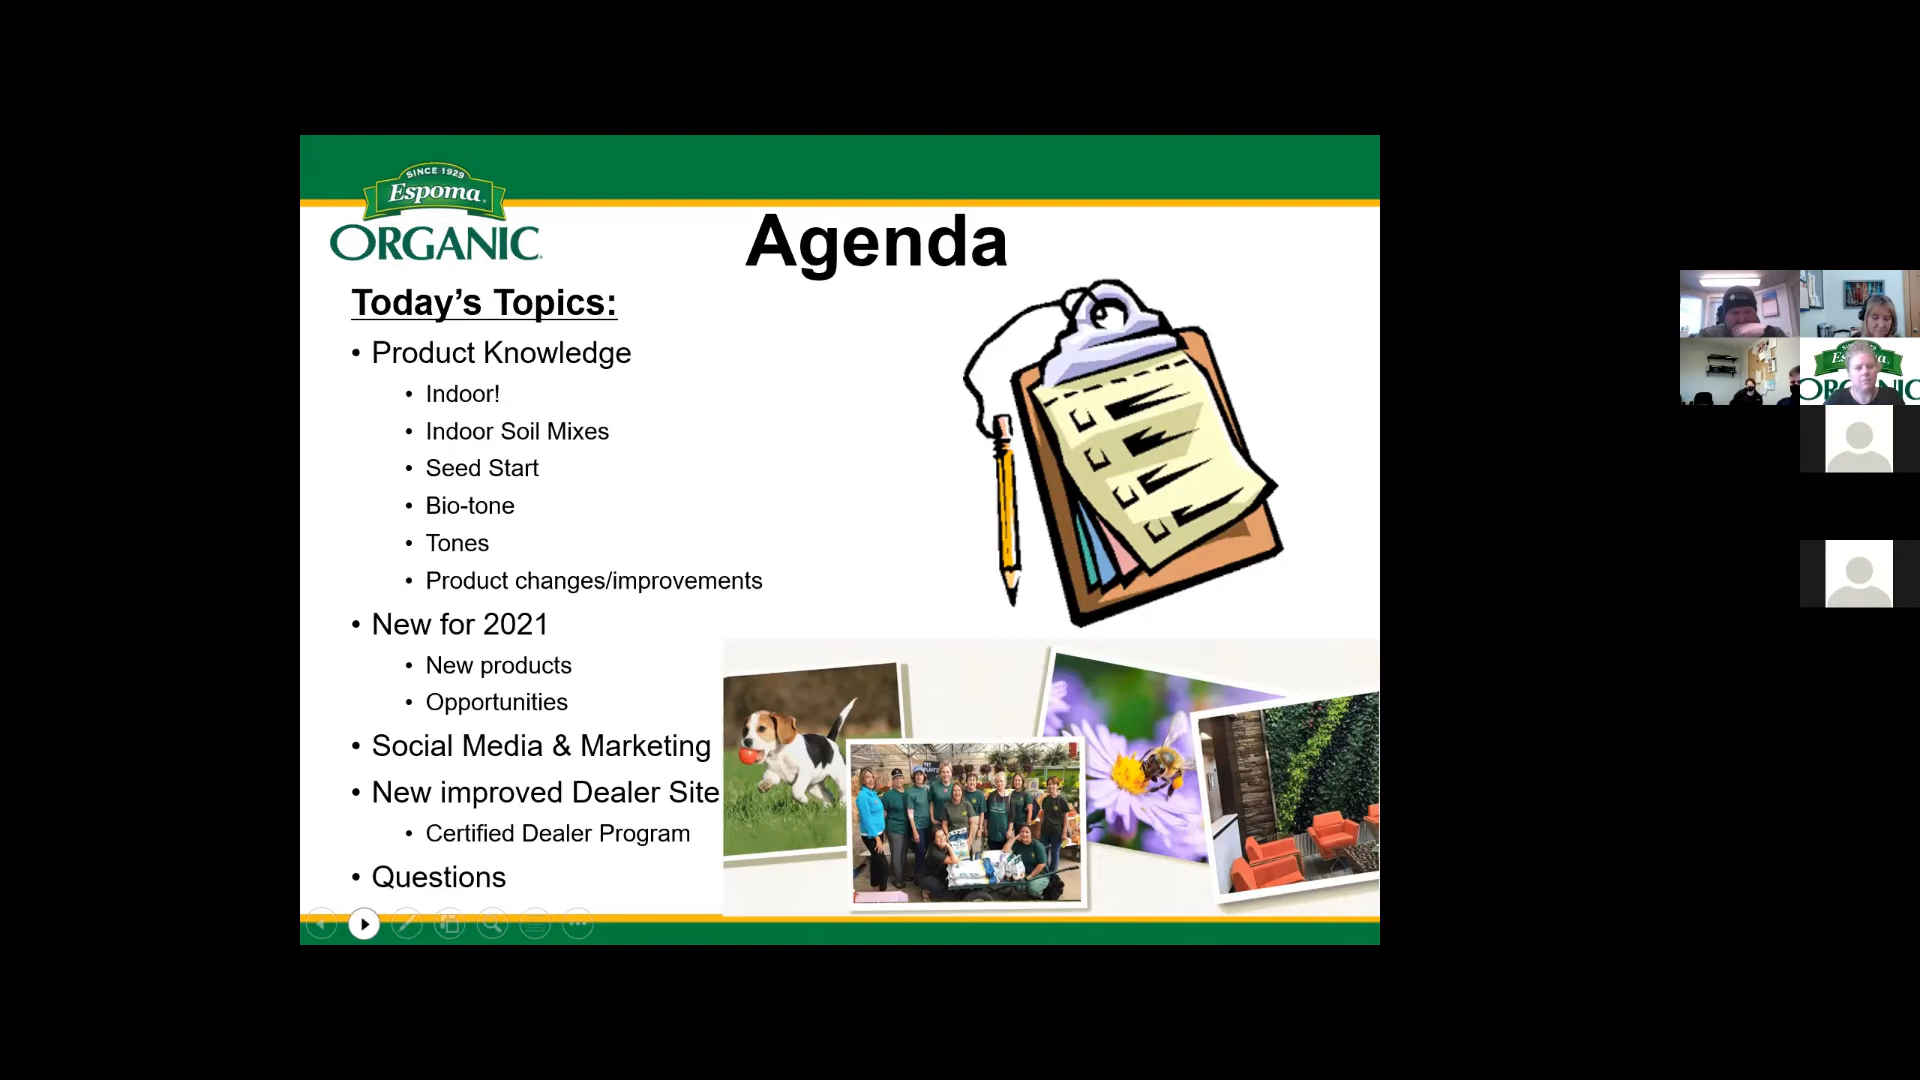 SINCE 1929
Espoma
ORGANIC
Agenda
Today’s Topics:
• Product Knowledge
• Indoor!
• Indoor Soil Mixes
• Seed Start
• Bio-tone
• Tones
• Product changes/improvements
• New for 2021
• New products
• Opportunities
• Social Media & Marketing
• New improved Dealer Site
• Certified Dealer Program
• Questions